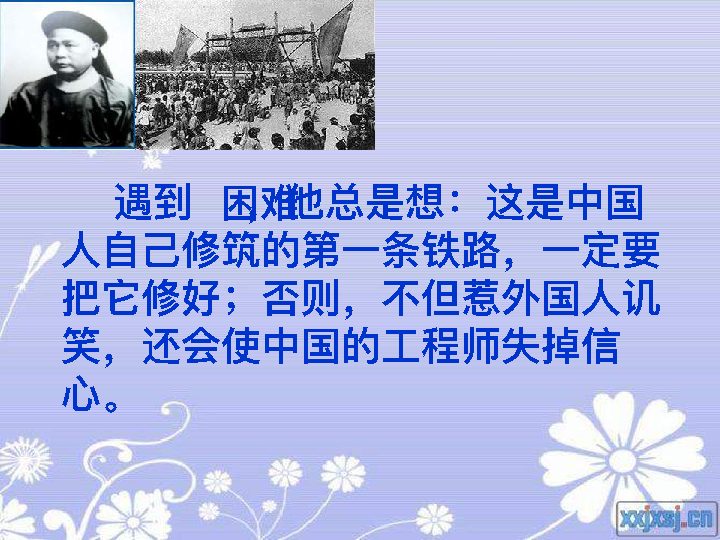 遇到困难，他总是想：这是中国
人自己修筑的第一条铁路，一定要
把它修好；否则，不但惹外国人讥
笑，还会使中国的工程师失掉信
心。
xxjxsj.cn